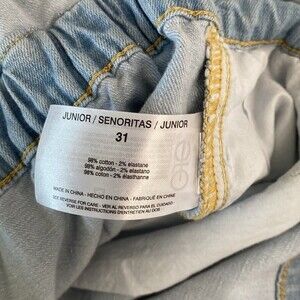 JUNIOR / SEÑORITAS / JUNIOR
31
98% cotton - 2% elastane
98% algodón - 2% elastano
98% coton - 2% élasthanne
MADE IN CHINA - HECHO EN CHINA - FABRIQUÉ EN CHINE
SEE REVERSE FOR CARE - VER AL REVERSO PARA EL CUIDADO
VOIR LES INSTRUCTIONS D'ENTRETIEN AU DOS